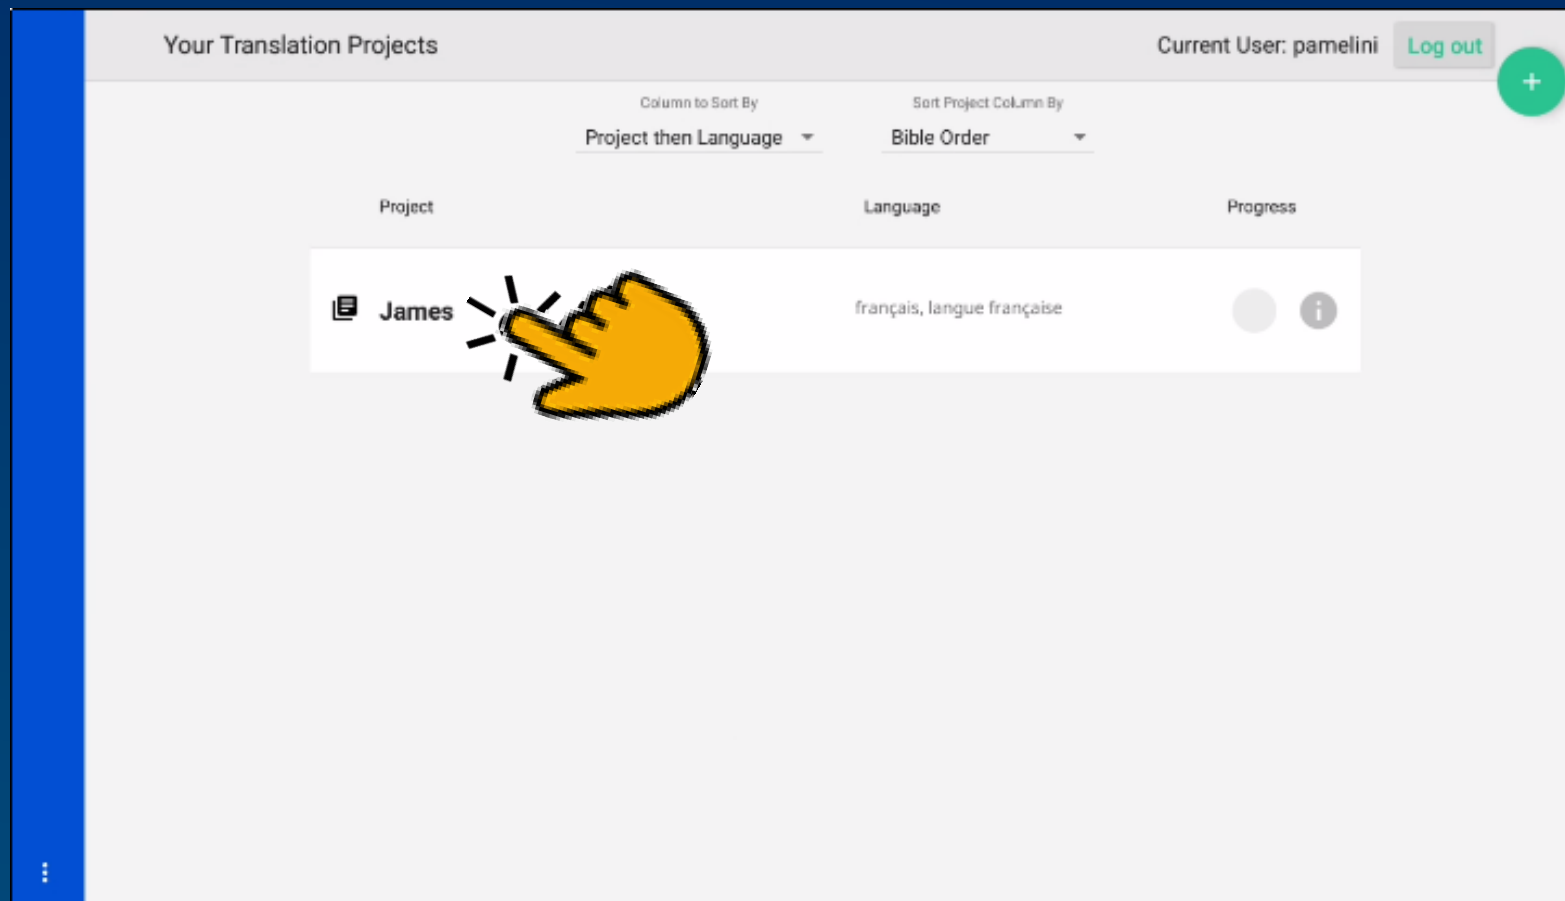 Your Translation Projects Current User: pamelini Log out
+
Column to Sort By Sort Project Column By
Project then Language Bible Order
Project Language Progress
James français, langue française i